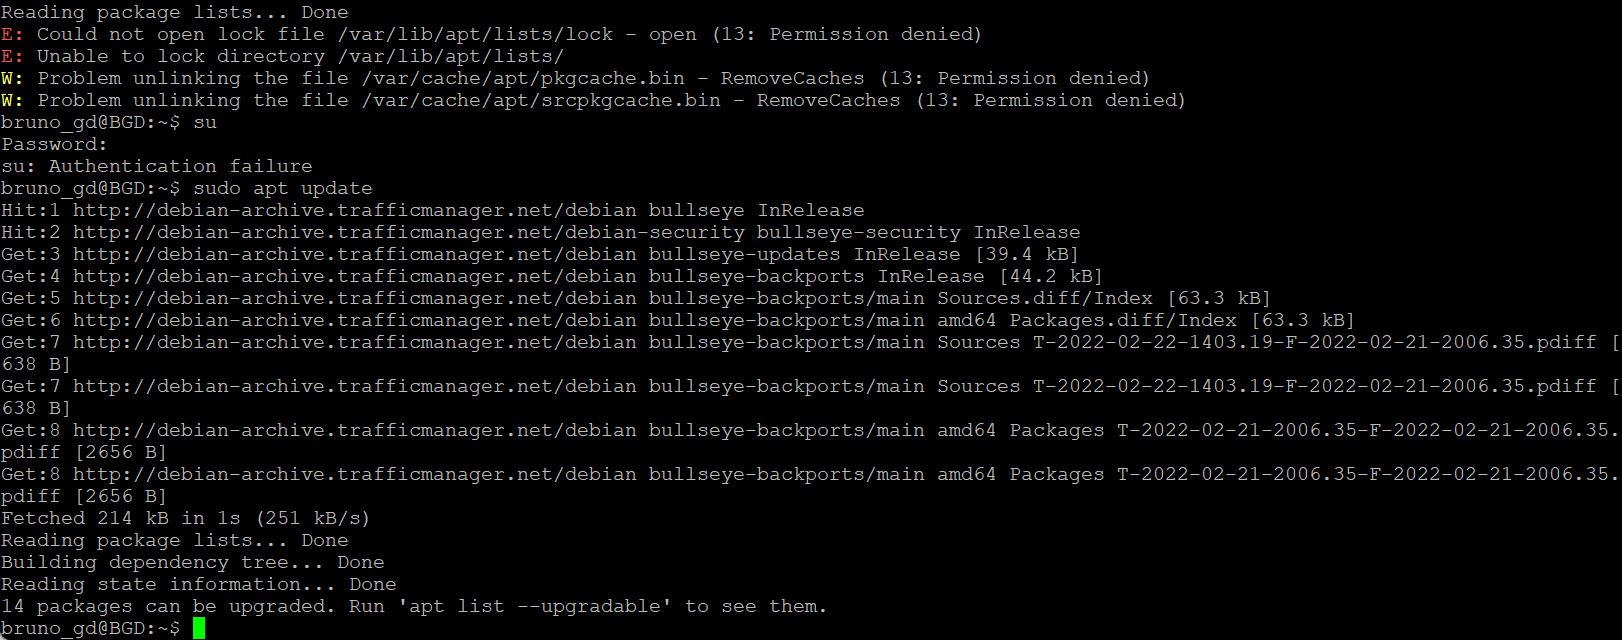 Reading package lists... Done
E: Could not open lock file /var/lib/apt/lists/lock - open (13: Permission denied)
E: Unable to lock directory /var/lib/apt/lists/
W: Problem unlinking the file /var/cache/apt/pkgcache.bin - RemoveCaches (13: Permission denied)
W: Problem unlinking the file /var/cache/apt/srcpkgcache.bin - RemoveCaches (13: Permission denied)
bruno_gd@BGD:~$ su
Password:
su: Authentication failure
bruno_gd@BGD:~$ sudo apt update
Hit:1 http://debian-archive.trafficmanager.net/debian bullseye InRelease
Hit:2 http://debian-archive.trafficmanager.net/debian-security bullseye-security InRelease
Get:3 http://debian-archive.trafficmanager.net/debian bullseye-updates InRelease [39.4 kB]
Get:4 http://debian-archive.trafficmanager.net/debian bullseye-backports InRelease [44.2 kB]
Get:5 http://debian-archive.trafficmanager.net/debian bullseye-backports/main Sources.diff/Index [63.3 kB]
Get:6 http://debian-archive.trafficmanager.net/debian bullseye-backports/main amd64 Packages.diff/Index [63.3 kB]
Get:7 http://debian-archive.trafficmanager.net/debian bullseye-backports/main Sources T-2022-02-22-1403.19-F-2022-02-21-2006.35.pdiff [
638 B]
Get:7 http://debian-archive.trafficmanager.net/debian bullseye-backports/main Sources T-2022-02-22-1403.19-F-2022-02-21-2006.35.pdiff [
638 B]
Get:8 http://debian-archive.trafficmanager.net/debian bullseye-backports/main amd64 Packages T-2022-02-21-2006.35-F-2022-02-21-2006.35.
pdiff [2656 B]
Get:8 http://debian-archive.trafficmanager.net/debian bullseye-backports/main amd64 Packages T-2022-02-21-2006.35-F-2022-02-21-2006.35.
pdiff [2656 B]
Fetched 214 kB in 1s (251 kB/s)
Reading package lists... Done
Building dependency tree... Done
Reading state information... Done
14 packages can be upgraded. Run 'apt list --upgradable' to see them.
bruno_gd@BGD:~$